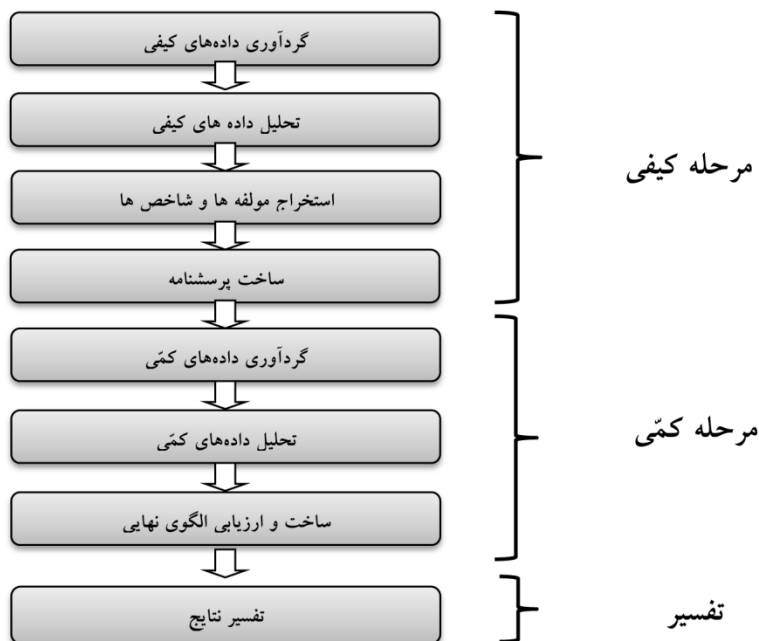 گردآوری داده‌های کیفی
تحلیل داده های کیفی
استخراج مولفه ها و شاخص ها
ساخت پرسشنامه
مرحله کیفی
گردآوری داده‌های کمّی
تحلیل داده‌های کمّی
ساخت و ارزیابی الگوی نهایی
مرحله کمّی
تفسیر نتایج
تفسیر